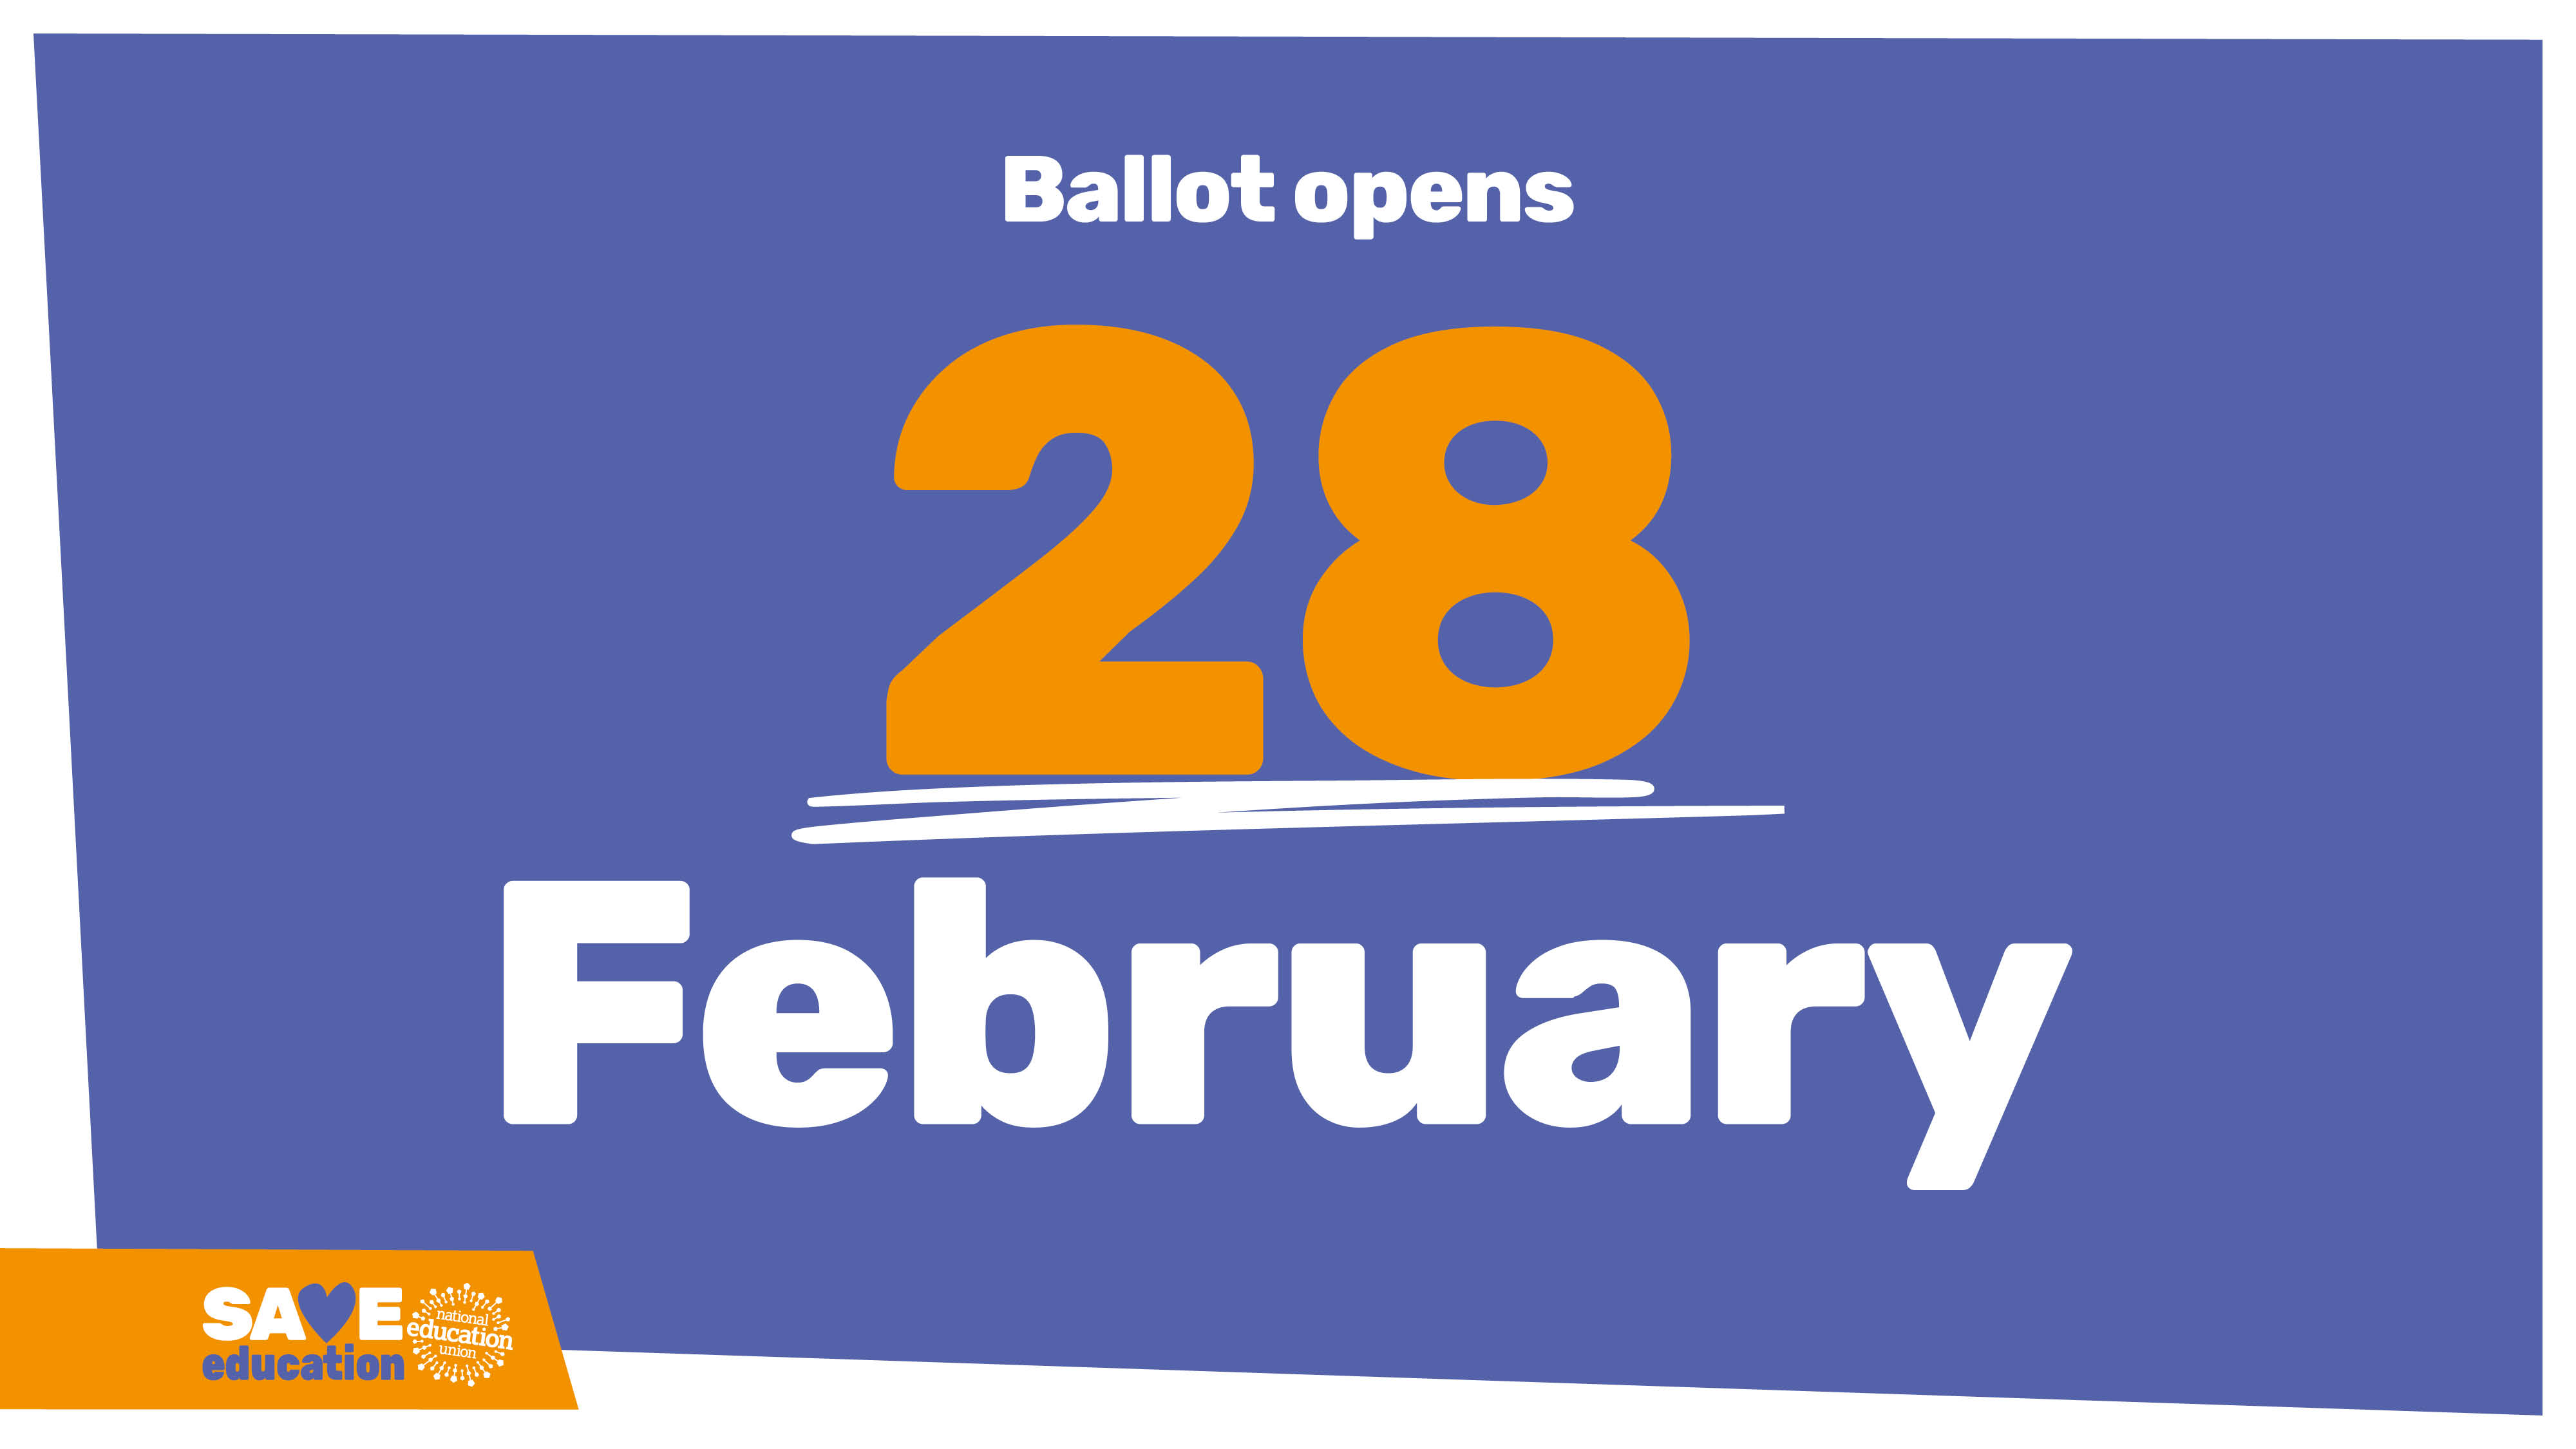 Ballot opens
28
February
SAVE
education
national
education
union